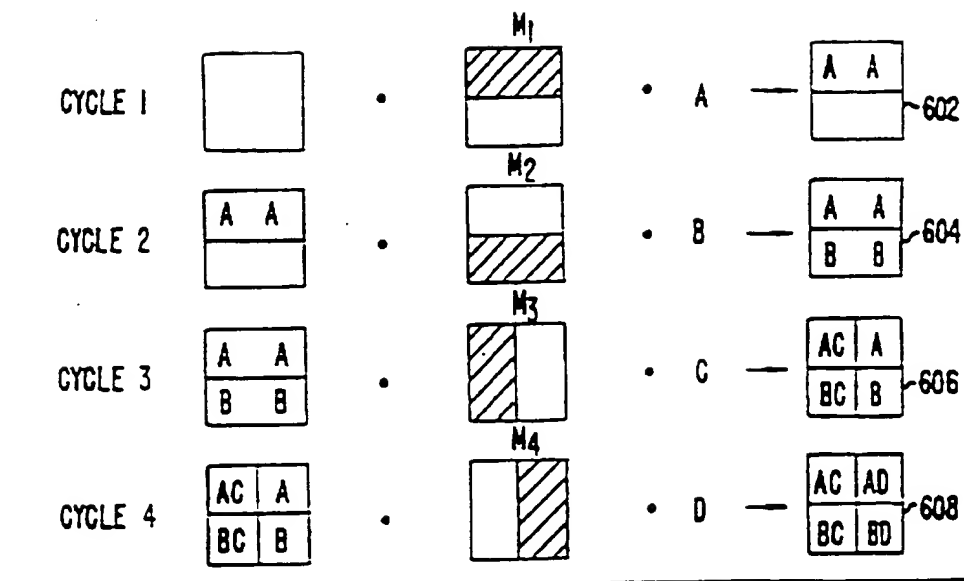 M1
CYCLE 1 • • A A A 602
M2
CYCLE 2 A A • • B A A B B 604
M3
CYCLE 3 A A B B • • C AC A BC B 606
M4
CYCLE 4 AC A BC B • • D AC AD BC BD 608